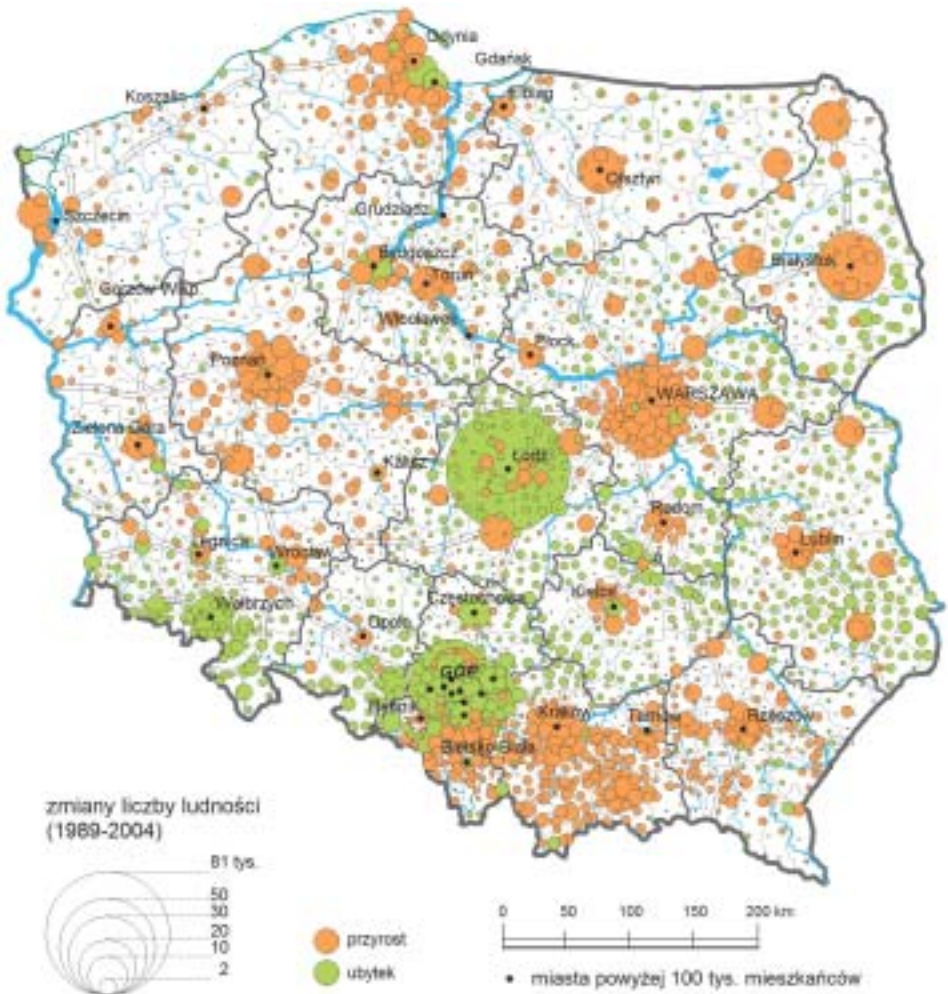 Gdynia
Gdańsk
Koszalin
Elbląg
Olsztyn
Szczecin
Grudziądz
Bydgoszcz
Białystok
Toruń
Gorzów Wlkp.
Włocławek
Płock
Poznań
WARSZAWA
Zielona Góra
Kalisz
Łódź
Radom
Legnica
Wrocław
Lublin
Wałbrzych
Częstochowa
Kielce
Opole
GOP
Rybnik
Kraków
Tarnów
Rzeszów
Bielsko-Biała
zmiany liczby ludności
(1989-2004)
81 tys.
50
30
20
10
2
przyrost
ubytek
0 50 100 150 200 km
miasta powyżej 100 tys. mieszkańców